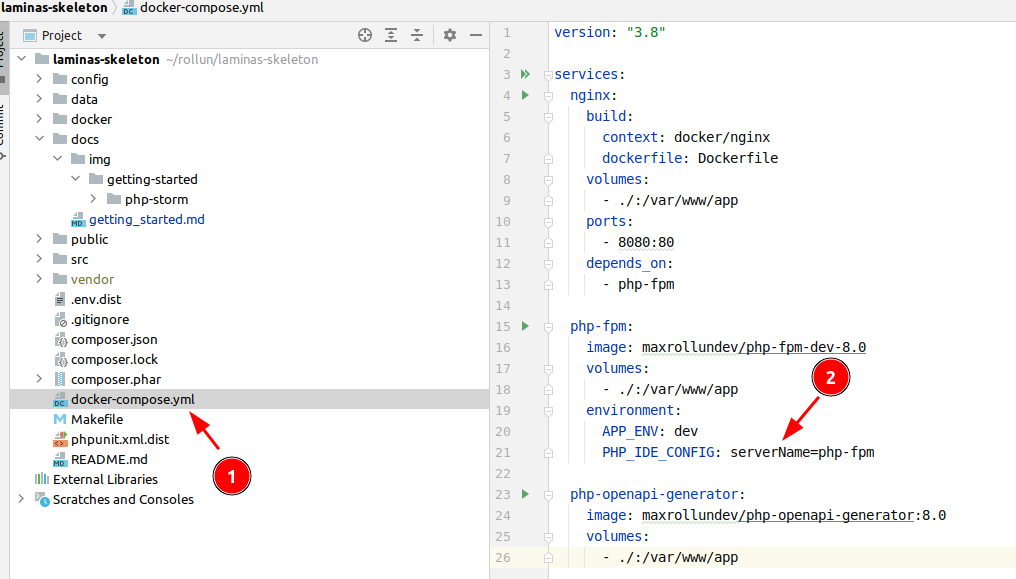 laminas-skeleton docker-compose.yml
Project
Project
Commit
laminas-skeleton ~/rollun/laminas-skeleton
config
data
docker
docs
img
getting-started
php-storm
getting_started.md
public
src
vendor
.env.dist
.gitignore
composer.json
composer.lock
composer.phar
docker-compose.yml
Makefile
phpunit.xml.dist
README.md
External Libraries
Scratches and Consoles
1
1 version: "3.8"
2
3 services:
4 nginx:
5 build:
6 context: docker/nginx
7 dockerfile: Dockerfile
8 volumes:
9 - ./:/var/www/app
10 ports:
11 - 8080:80
12 depends_on:
13 - php-fpm
14
15 php-fpm:
16 image: maxrollundev/php-fpm-dev-8.0
17 volumes:
18 - ./:/var/www/app
19 environment:
20 APP_ENV: dev
21 PHP_IDE_CONFIG: serverName=php-fpm
22
23 php-openapi-generator:
24 image: maxrollundev/php-openapi-generator:8.0
25 volumes:
26 - ./:/var/www/app
2